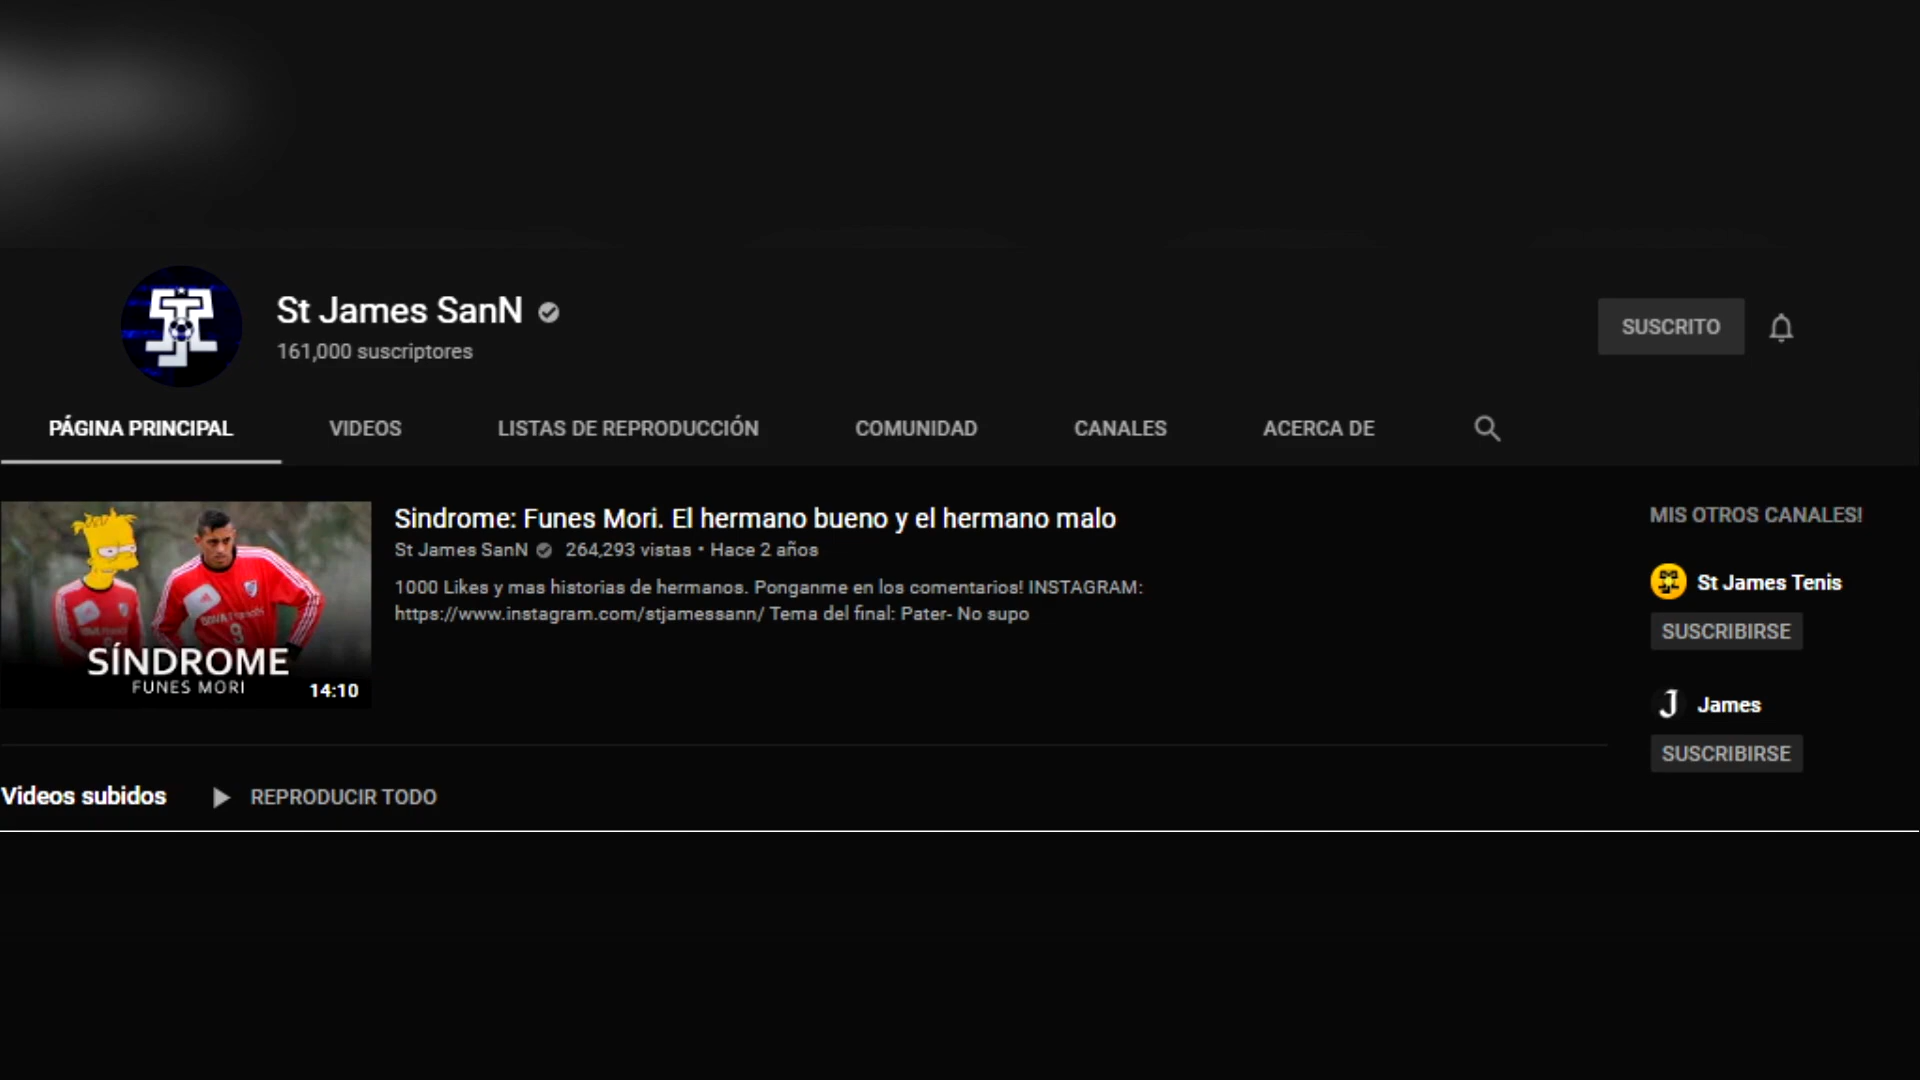 St James SanN
161,000 suscriptores
SUSCRITO
PÁGINA PRINCIPAL VIDEOS LISTAS DE REPRODUCCIÓN COMUNIDAD CANALES ACERCA DE
SÍNDROME
FUNES MORI
14:10
Sindrome: Funes Mori. El hermano bueno y el hermano malo
St James SanN 264,293 vistas • Hace 2 años
1000 Likes y mas historias de hermanos. Ponganme en los comentarios! INSTAGRAM:
https://www.instagram.com/stjamessann/ Tema del final: Pater- No supo
MIS OTROS CANALES!
St James Tenis
SUSCRIBIRSE
J James
SUSCRIBIRSE
Videos subidos REPRODUCIR TODO